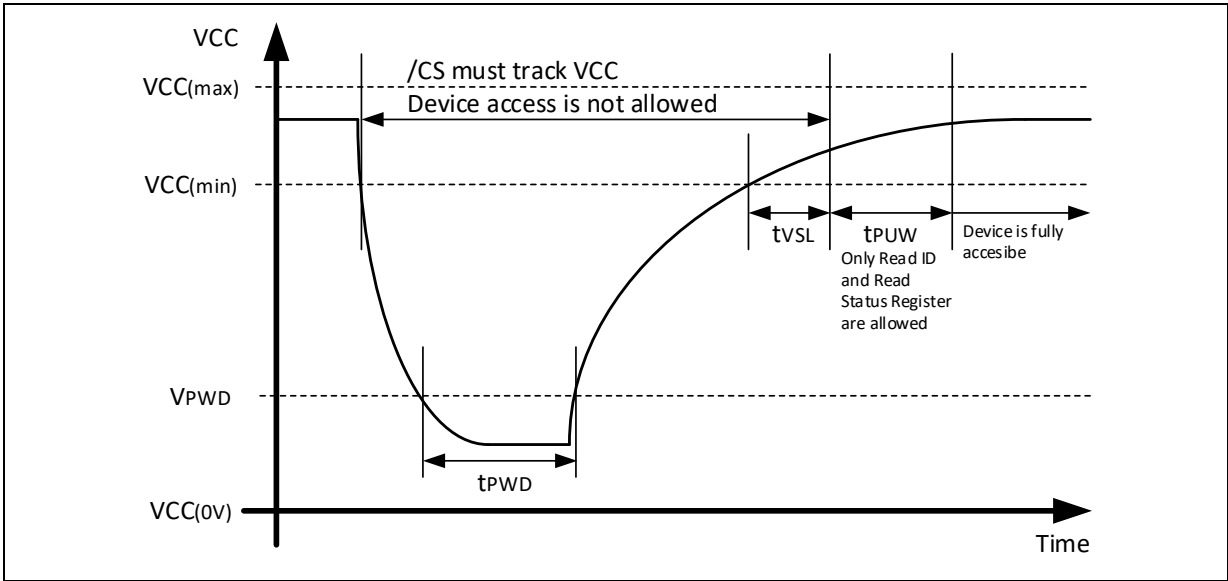 VCC
/CS must track VCC
VCC(max)
Device access is not allowed
VCC(min)
tVSL
tPUW
Device is fully
accesibe
Only Read ID
and Read
Status Register
are allowed
VPWD
tPWD
VCC(0V)
Time